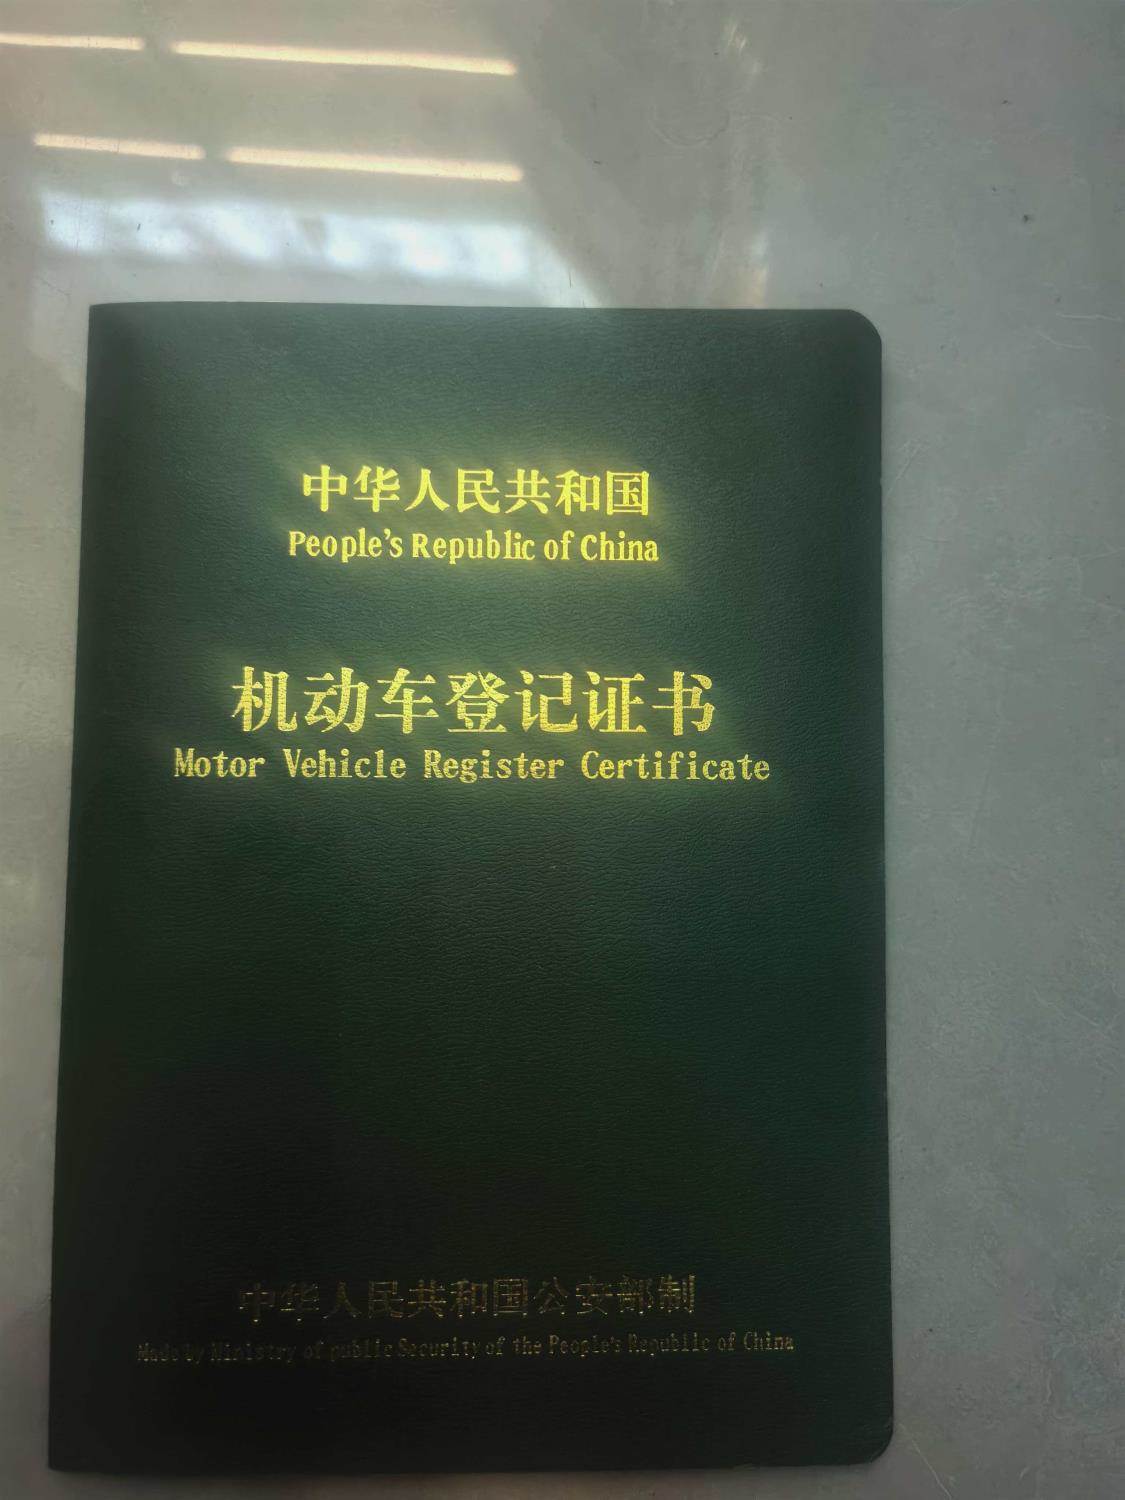 中华人民共和国
People's Republic of China
机动车登记证书
Motor Vehicle Register Certificate
中华人民共和国公安部制
Made by Ministry of public Security of the People's Republic of China